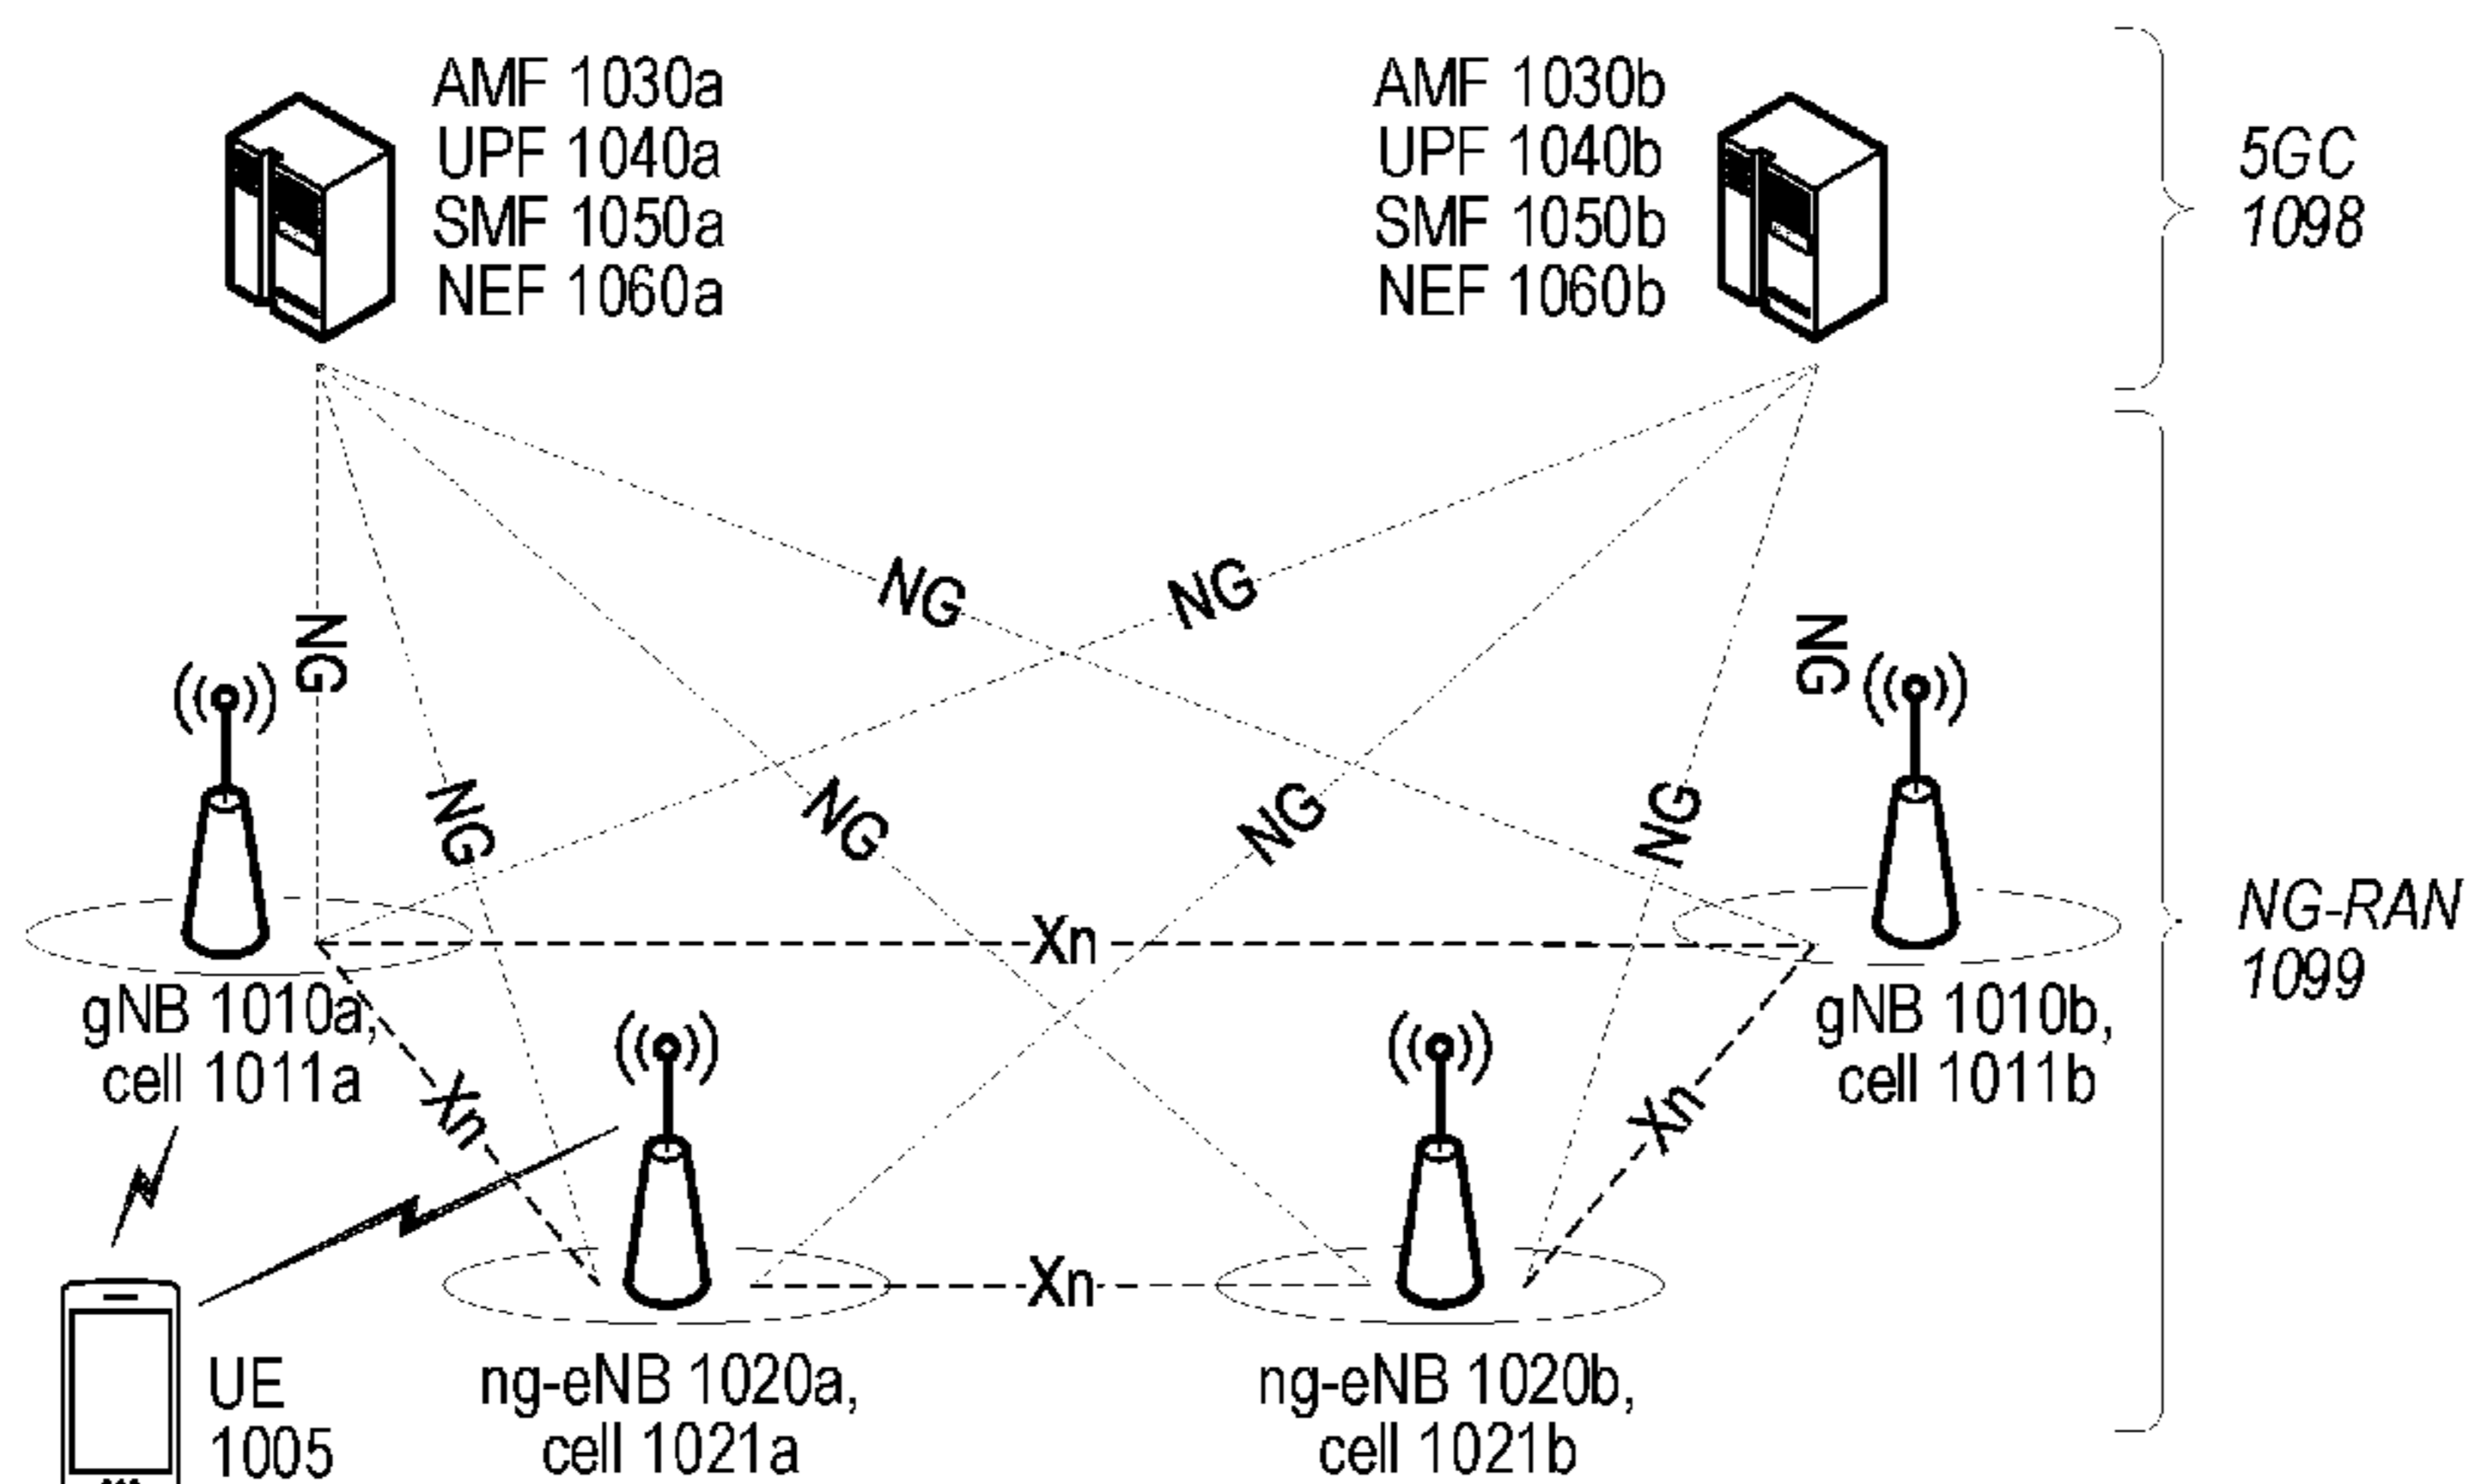 AMF 1030a
UPF 1040a
SMF 1050a
NEF 1060a
AMF 1030b
UPF 1040b
SMF 1050b
NEF 1060b
5GC
1098
NG
NG
NG
NG
NG
NG
NG
NG
Xn
NG-RAN
1099
gNB 1010a,
cell 1011a
gNB 1010b,
cell 1011b
Xn
Xn
Xn
UE
1005
ng-eNB 1020a,
cell 1021a
ng-eNB 1020b,
cell 1021b